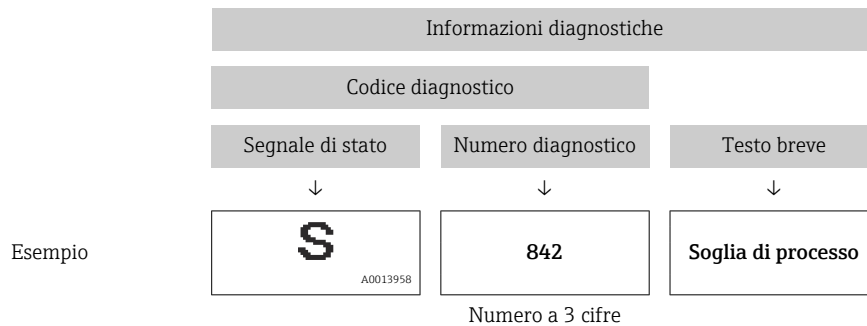 Informazioni diagnostiche
Codice diagnostico
Segnale di stato Numero diagnostico Testo breve
↓ ↓ ↓
Esempio S 842 Soglia di processo
A0013958
Numero a 3 cifre